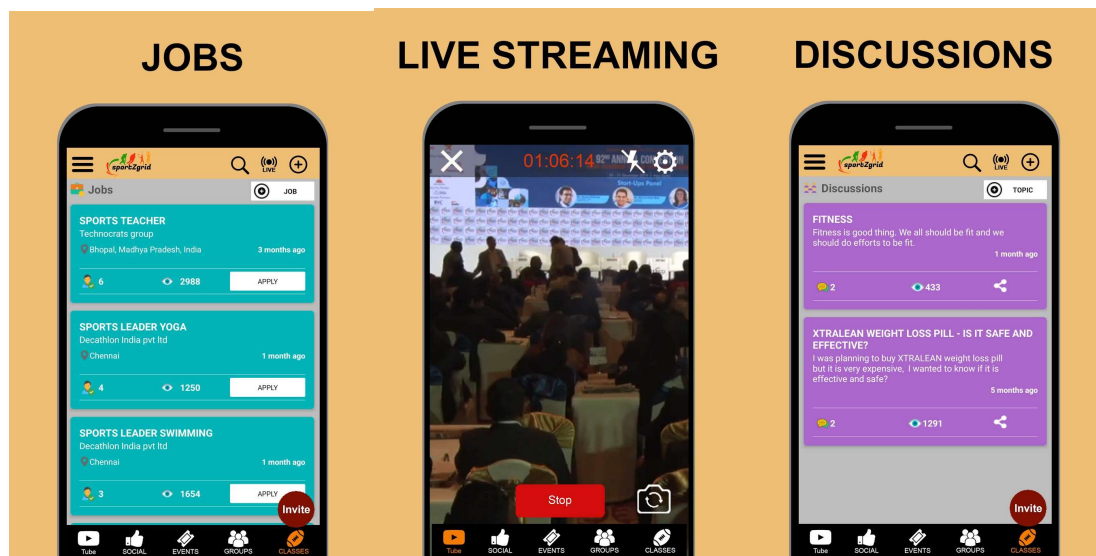 JOBS
sportZgrid
LIVE
Jobs
JOB
SPORTS TEACHER
Technocrats group
Bhopal, Madhya Pradesh, India
3 months ago
6
2988
APPLY
SPORTS LEADER YOGA
Decathlon India pvt ltd
Chennai
1 month ago
4
1250
APPLY
SPORTS LEADER SWIMMING
Decathlon India pvt ltd
Chennai
1 month ago
3
1654
APPLY
Invite
Tube
SOCIAL
EVENTS
GROUPS
CLASSES
LIVE STREAMING
01:06:14
Start-Ups Panel
Stop
Tube
SOCIAL
EVENTS
GROUPS
CLASSES
DISCUSSIONS
sportZgrid
LIVE
Discussions
TOPIC
FITNESS
Fitness is good thing. We all should be fit and we
should do efforts to be fit.
1 month ago
2
433
XTRALEAN WEIGHT LOSS PILL - IS IT SAFE AND
EFFECTIVE?
I was planning to buy XTRALEAN weight loss pill
but it is very expensive, I wanted to know if it is
effective and safe?
5 months ago
2
1291
Invite
Tube
SOCIAL
EVENTS
GROUPS
CLASSES